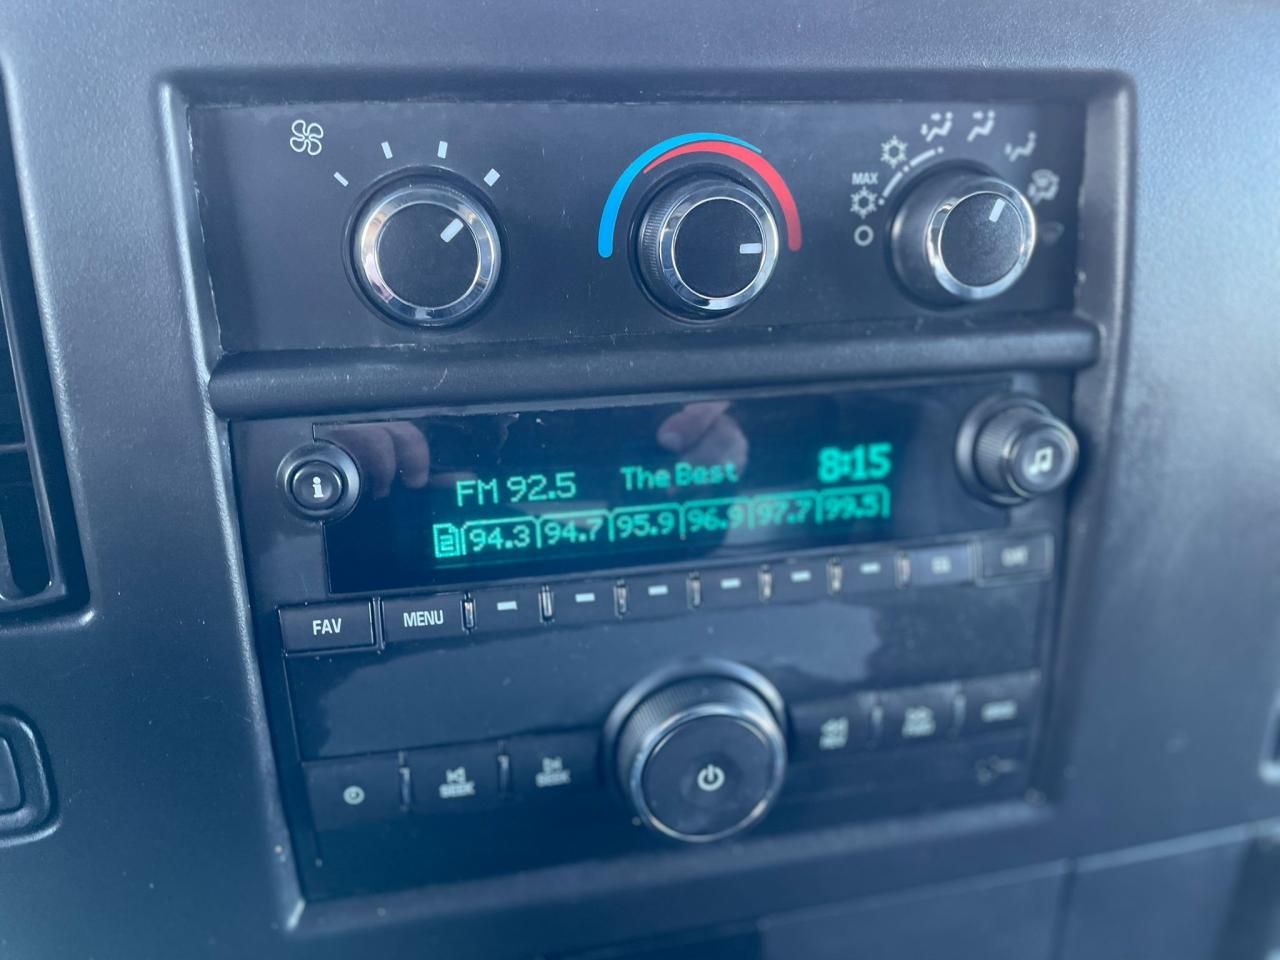 MAX
i
FM 92.5 The Best 8:15
2 94.3 94.7 95.9 96.9 97.7 99.5
FAV MENU
SEEK SEEK